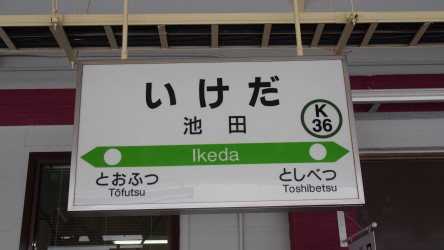 いけだ
池田
K
36
Ikeda
とおふつ
Tōfutsu
としべつ
Toshibetsu